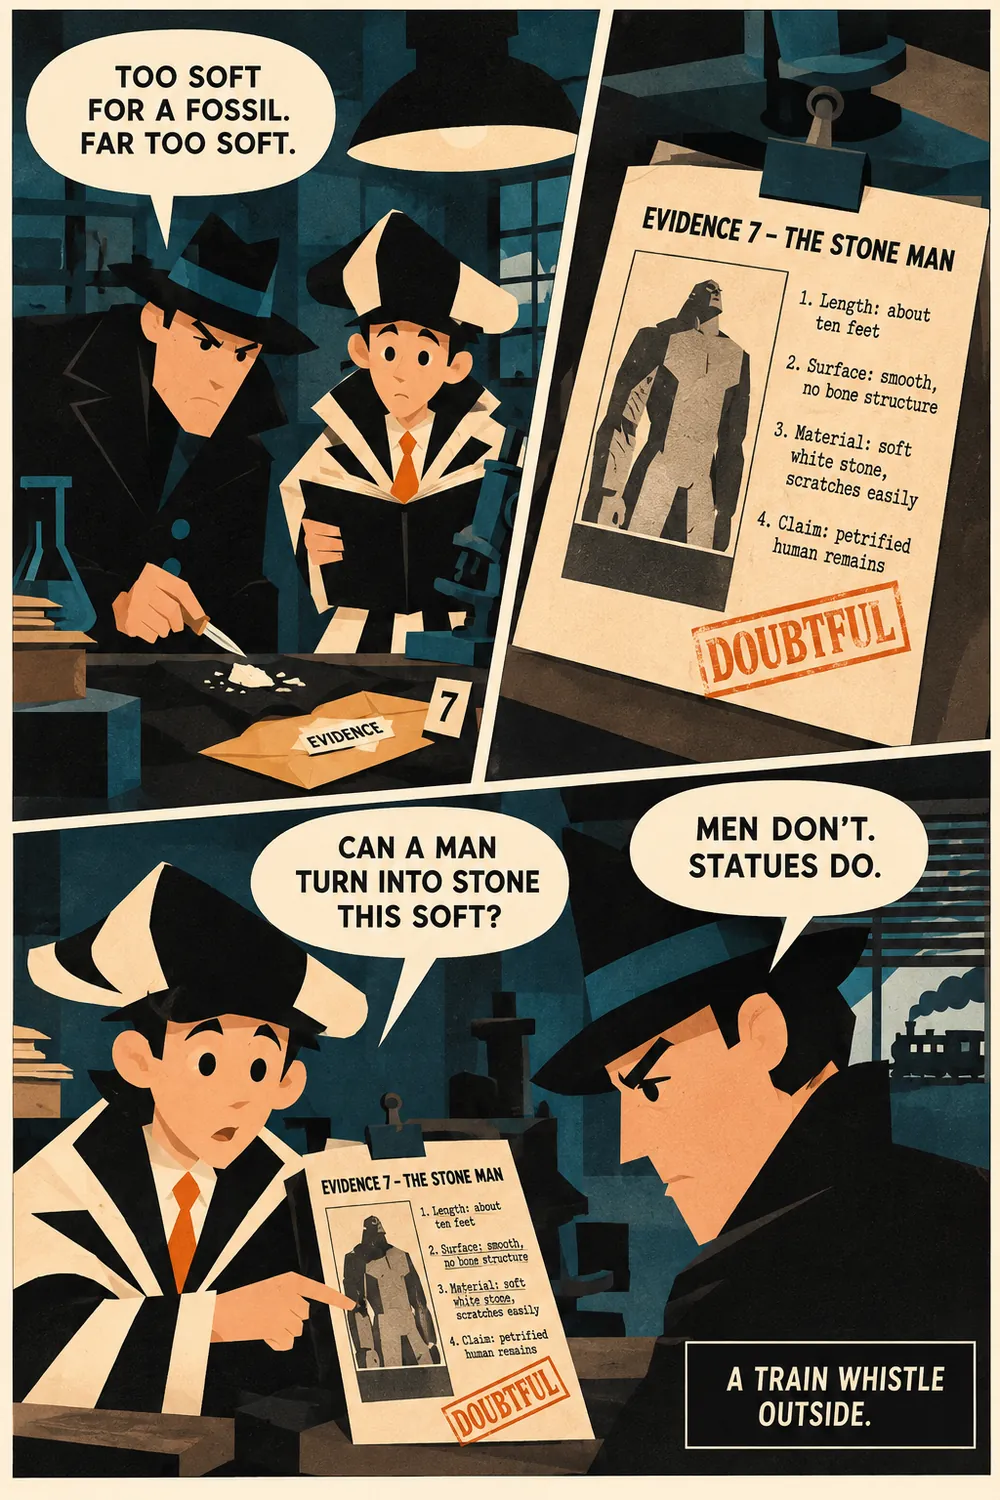 TOO SOFT
FOR A FOSSIL.
FAR TOO SOFT.
EVIDENCE
7
EVIDENCE 7 – THE STONE MAN
1. Length: about
ten feet
2. Surface: smooth,
no bone structure
3. Material: soft
white stone,
scratches easily
4. Claim: petrified
human remains
DOUBTFUL
CAN A MAN
TURN INTO STONE
THIS SOFT?
MEN DON'T.
STATUES DO.
EVIDENCE 7 – THE STONE MAN
1. Length: about
ten feet
2. Surface: smooth,
no bone structure
3. Material: soft
white stone,
scratches easily
4. Claim: petrified
human remains
DOUBTFUL
A TRAIN WHISTLE
OUTSIDE.